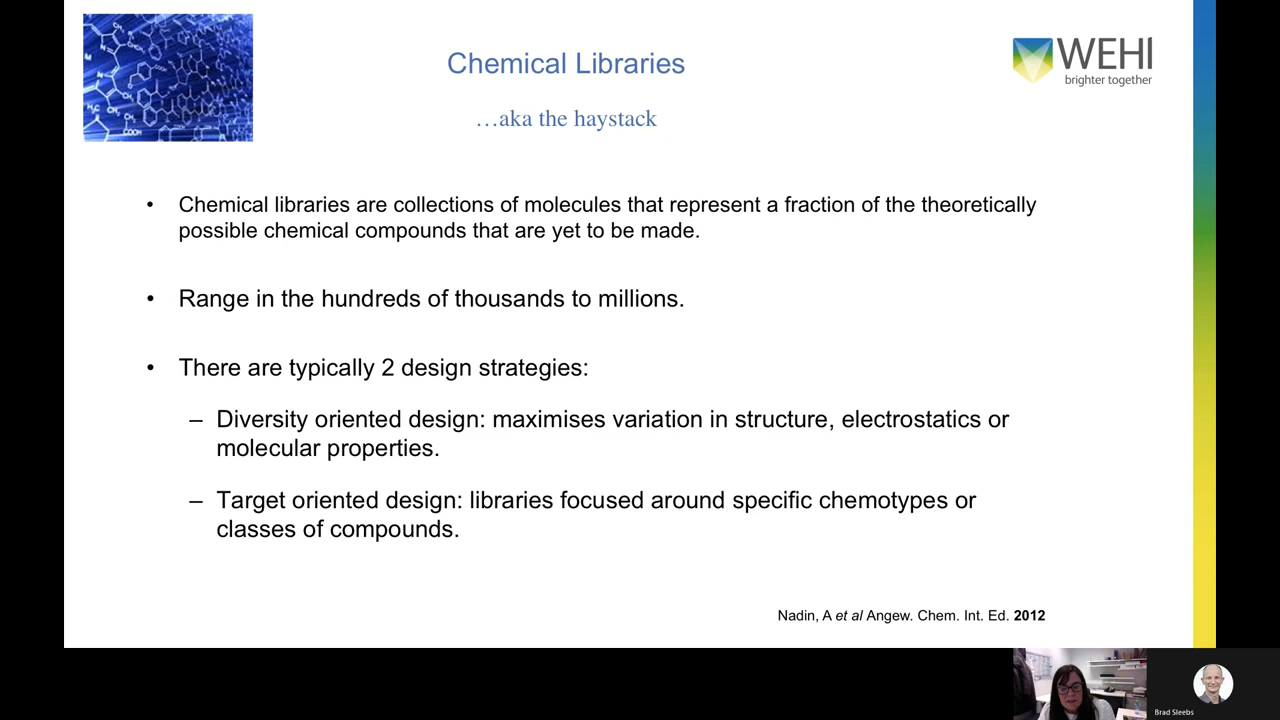 Chemical Libraries
…aka the haystack
WEHI
brighter together
• Chemical libraries are collections of molecules that represent a fraction of the theoretically
possible chemical compounds that are yet to be made.
• Range in the hundreds of thousands to millions.
• There are typically 2 design strategies:
– Diversity oriented design: maximises variation in structure, electrostatics or
molecular properties.
– Target oriented design: libraries focused around specific chemotypes or
classes of compounds.
Nadin, A et al Angew. Chem. Int. Ed. 2012
Brad Sleebs